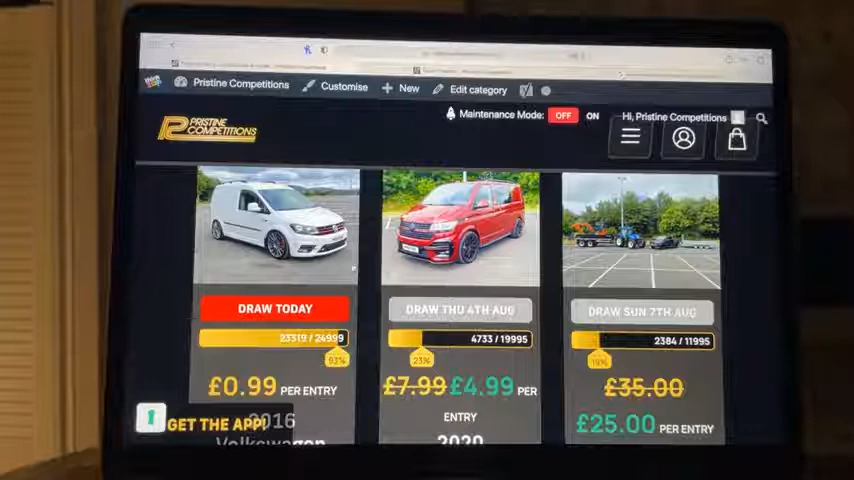 Pristine Competitions Customise New Edit category
Maintenance Mode: OFF ON Hi, Pristine Competitions
PRISTINE
COMPETITIONS
DRAW TODAY
23319 / 24999
93%
£0.99 PER ENTRY
2016
Volkswagen
DRAW THU 4TH AUG
4733 / 19995
23%
£7.99 £4.99 PER
ENTRY
2020
DRAW SUN 7TH AUG
2384 / 11995
19%
£35.00
£25.00 PER ENTRY
GET THE APP!